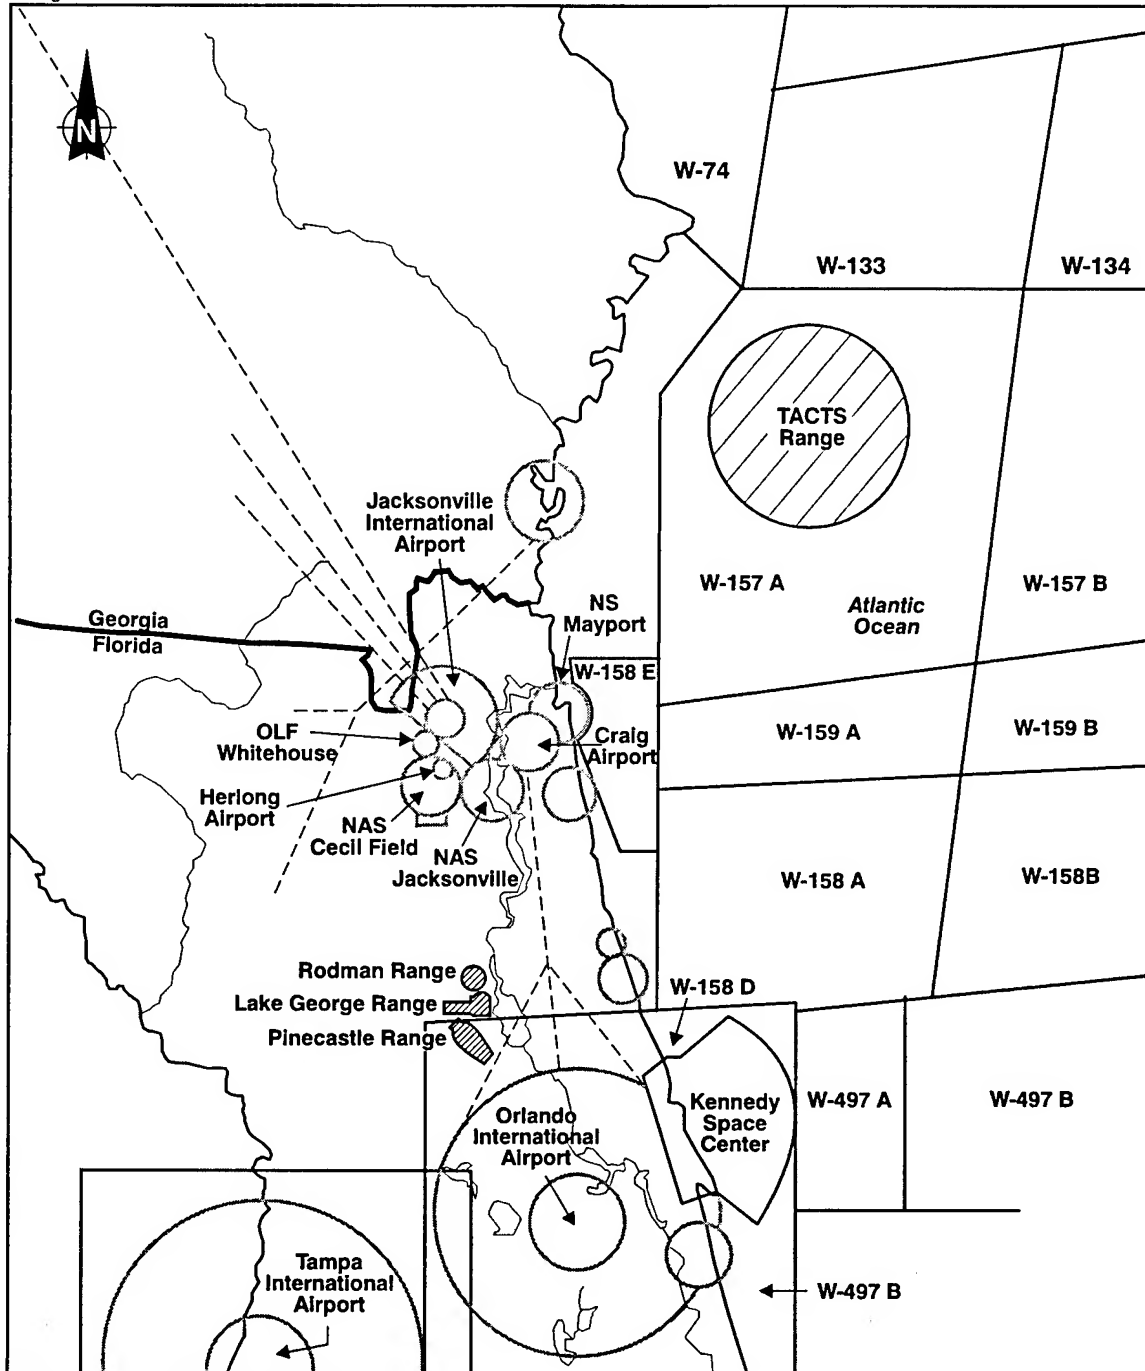 N
W-74
W-133
W-134
TACTS
Range
Jacksonville
International
Airport
W-157 A
W-157 B
NS
Mayport
Atlantic
Ocean
Georgia
Florida
W-158 E
OLF
Whitehouse
Craig
Airport
W-159 A
W-159 B
Herlong
Airport
NAS
Cecil Field
NAS
Jacksonville
W-158 A
W-158B
Rodman Range
W-158 D
Lake George Range
Pinecastle Range
Kennedy
Space
Center
W-497 A
W-497 B
Orlando
International
Airport
Tampa
International
Airport
W-497 B